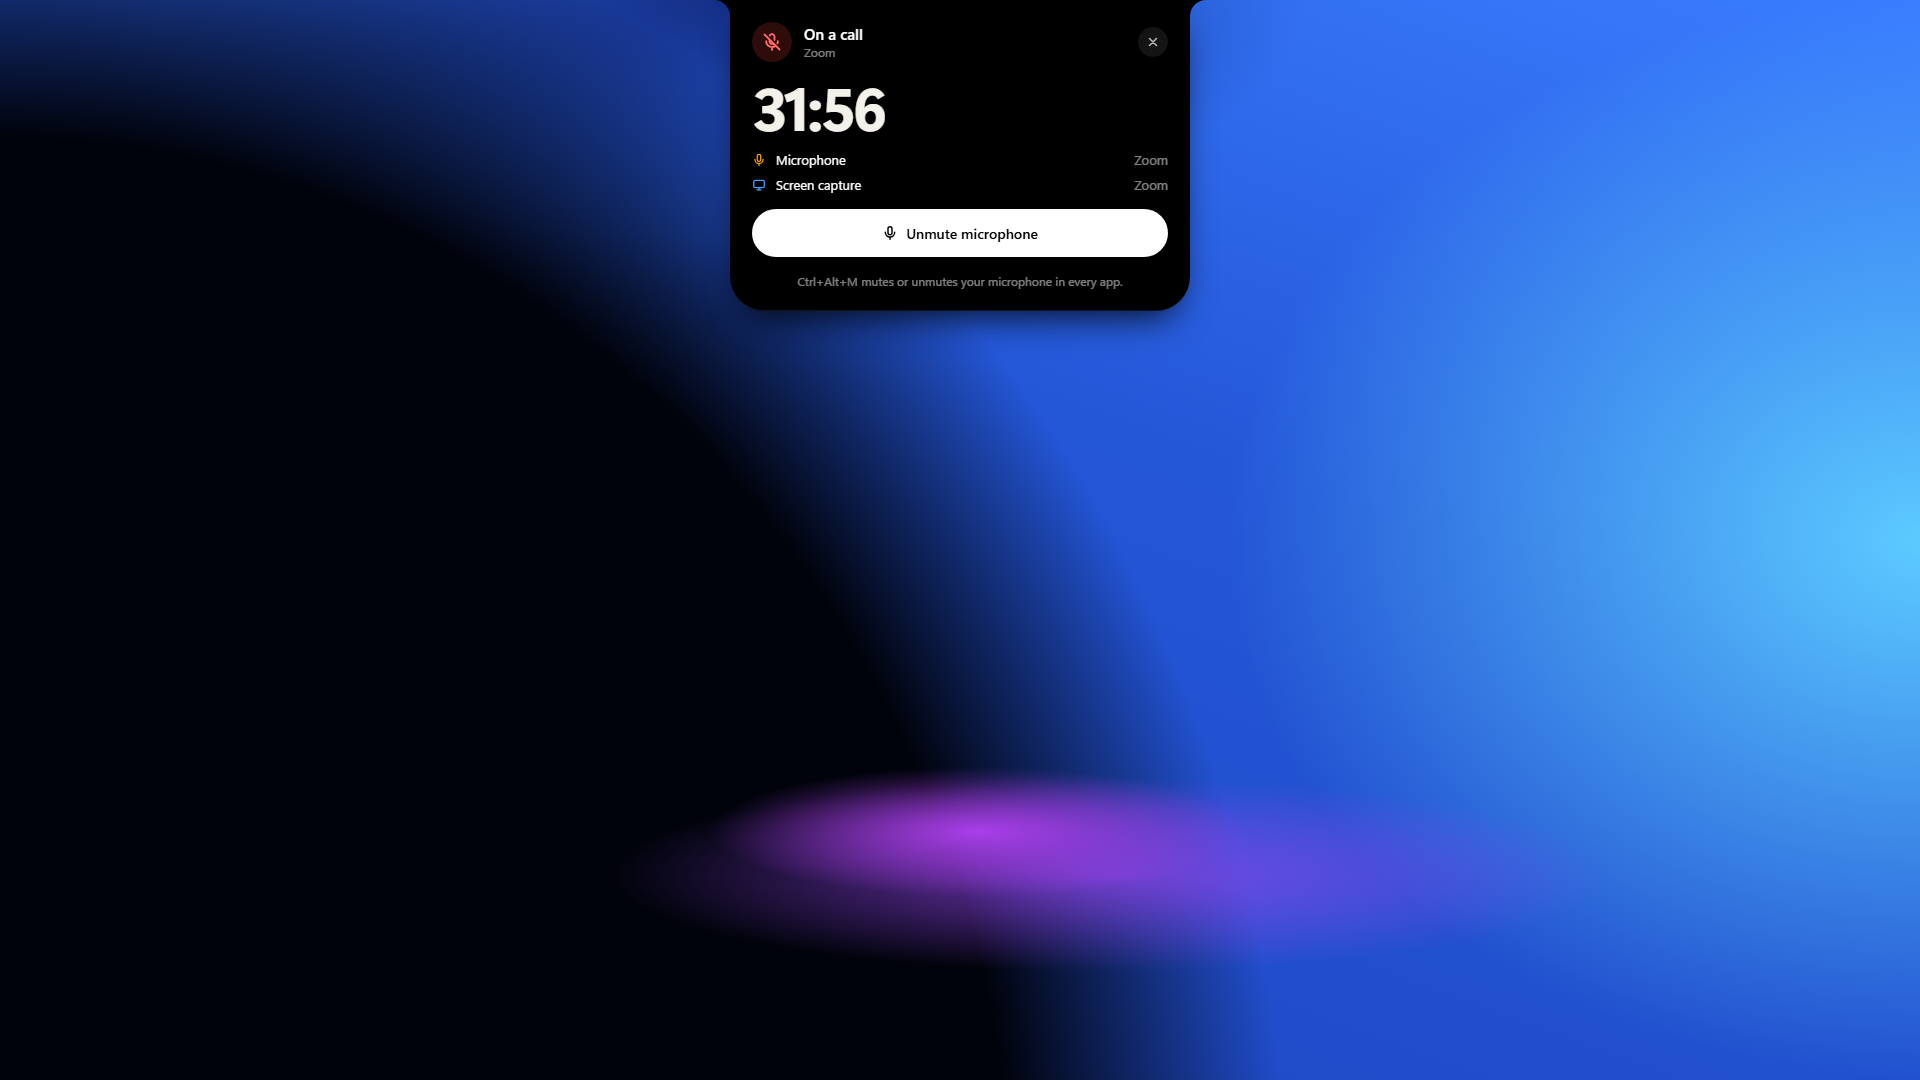 On a call
Zoom
31:56
Microphone Zoom
Screen capture Zoom
Unmute microphone
Ctrl+Alt+M mutes or unmutes your microphone in every app.